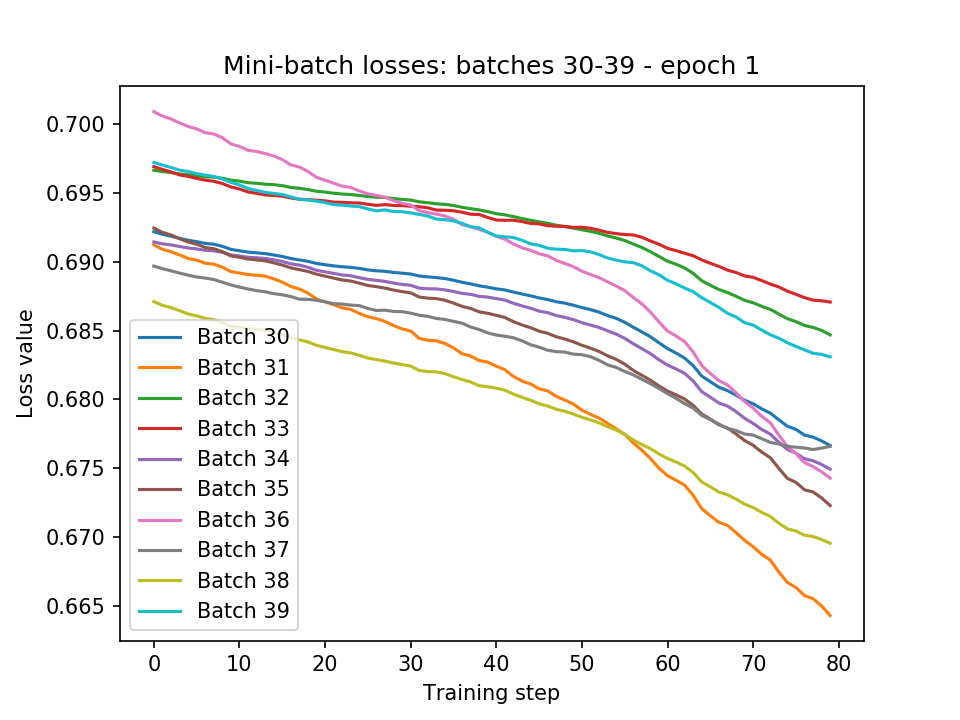 Mini-batch losses: batches 30-39 - epoch 1
Loss value
0.700
0.695
0.690
0.685
0.680
0.675
0.670
0.665
Batch 30
Batch 31
Batch 32
Batch 33
Batch 34
Batch 35
Batch 36
Batch 37
Batch 38
Batch 39
0 10 20 30 40 50 60 70 80
Training step